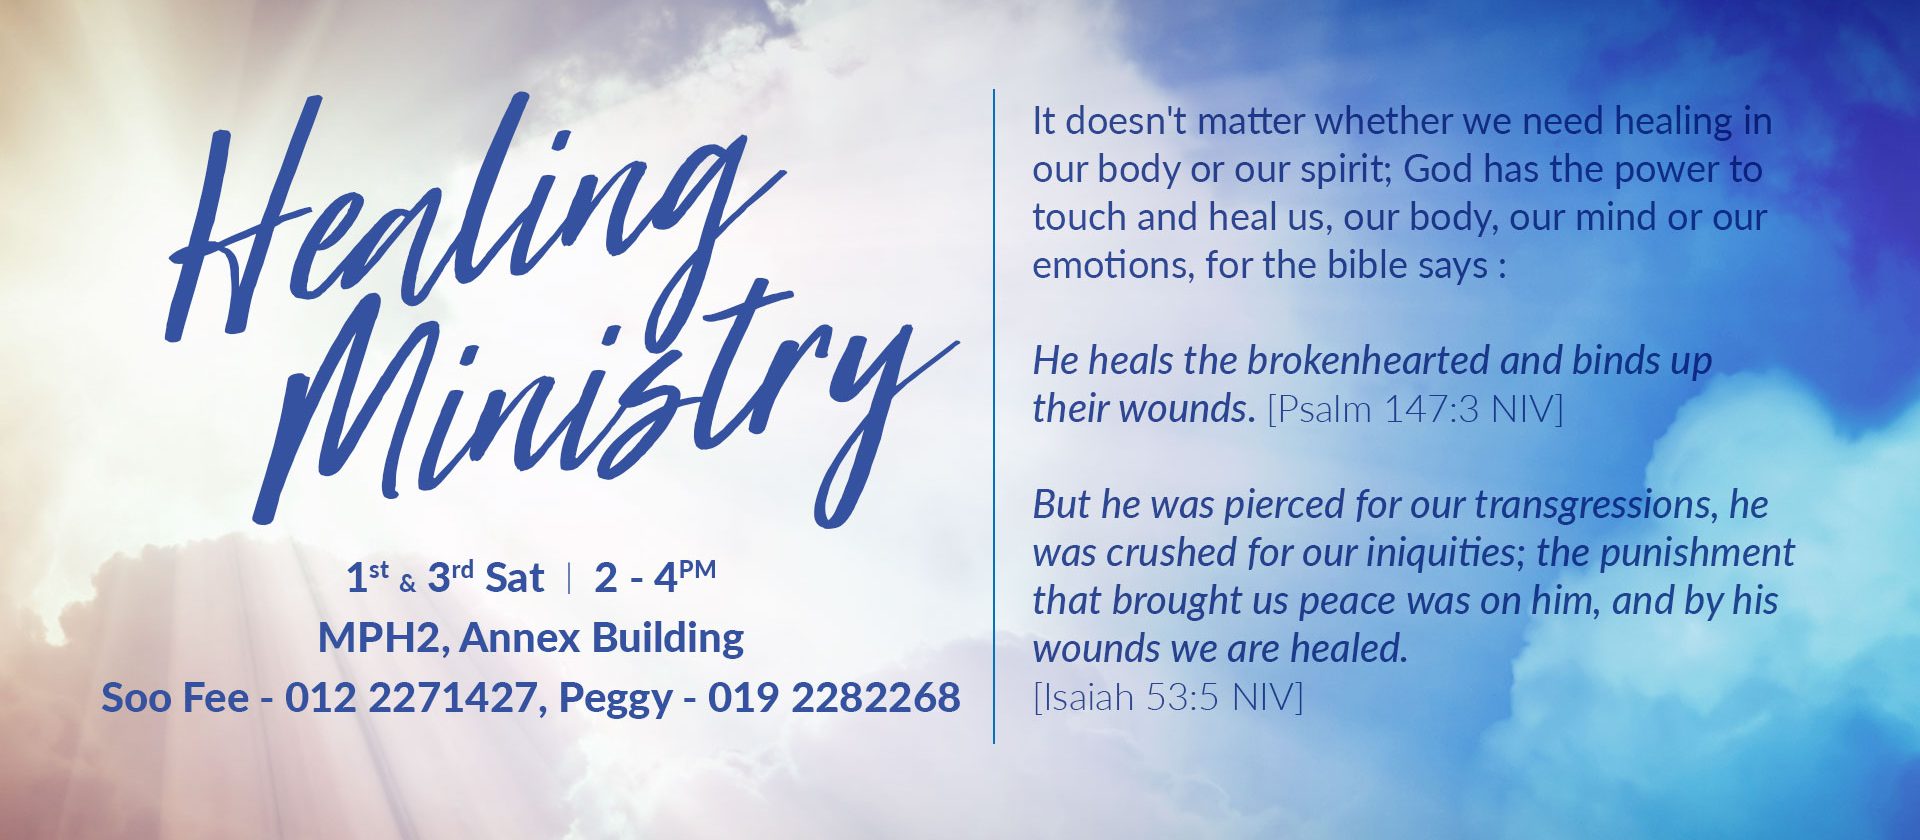 Healing
Ministry
1st & 3rd Sat | 2 - 4PM
MPH2, Annex Building
Soo Fee - 012 2271427, Peggy - 019 2282268
It doesn't matter whether we need healing in
our body or our spirit; God has the power to
touch and heal us, our body, our mind or our
emotions, for the bible says :
He heals the brokenhearted and binds up
their wounds. [Psalm 147:3 NIV]
But he was pierced for our transgressions, he
was crushed for our iniquities; the punishment
that brought us peace was on him, and by his
wounds we are healed.
[Isaiah 53:5 NIV]